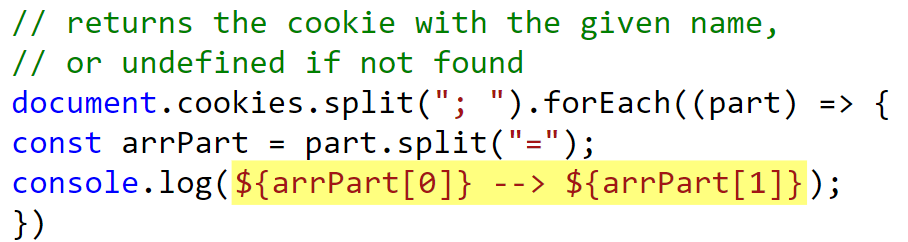 // returns the cookie with the given name,
// or undefined if not found
document.cookies.split("; ").forEach((part) => {
const arrPart = part.split("=");
console.log(${arrPart[0]} --> ${arrPart[1]});
})